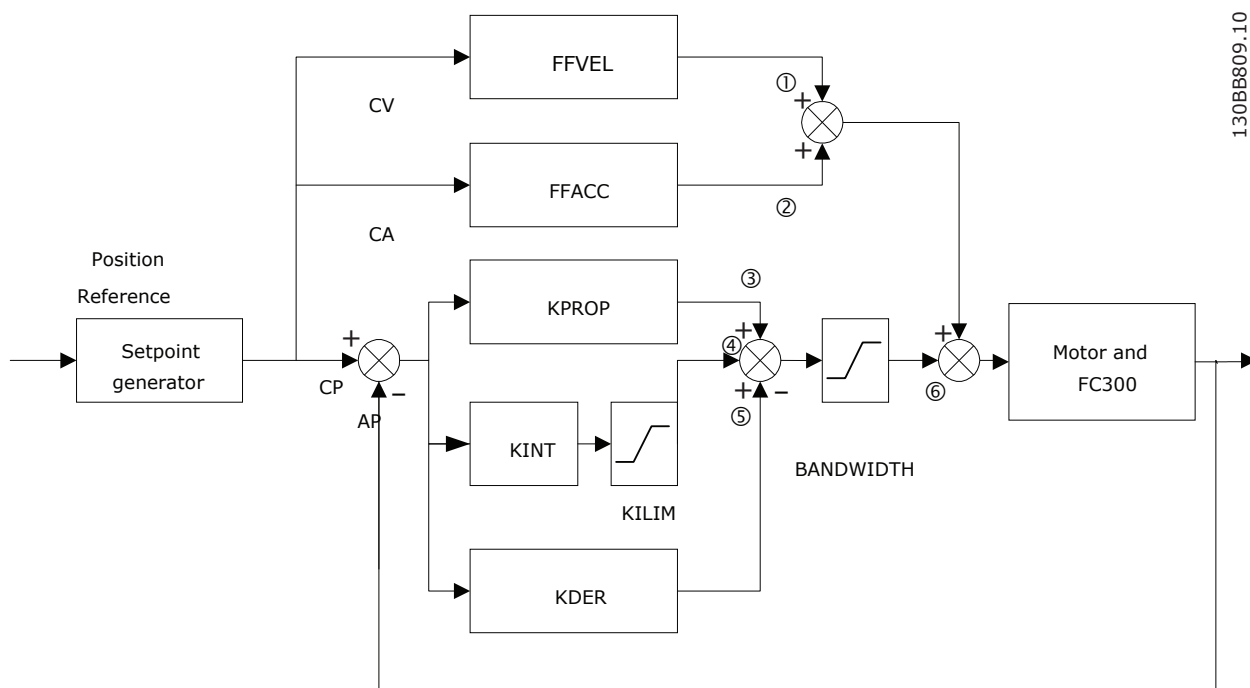 130BB809.10
FFVEL
①
+
CV
+
FFACC
②
CA
Position
Reference
KPROP
③
+
+
+
④
Setpoint
generator
Motor and
FC300
CP
–
+
–
⑥
AP
⑤
KINT
BANDWIDTH
KILIM
KDER